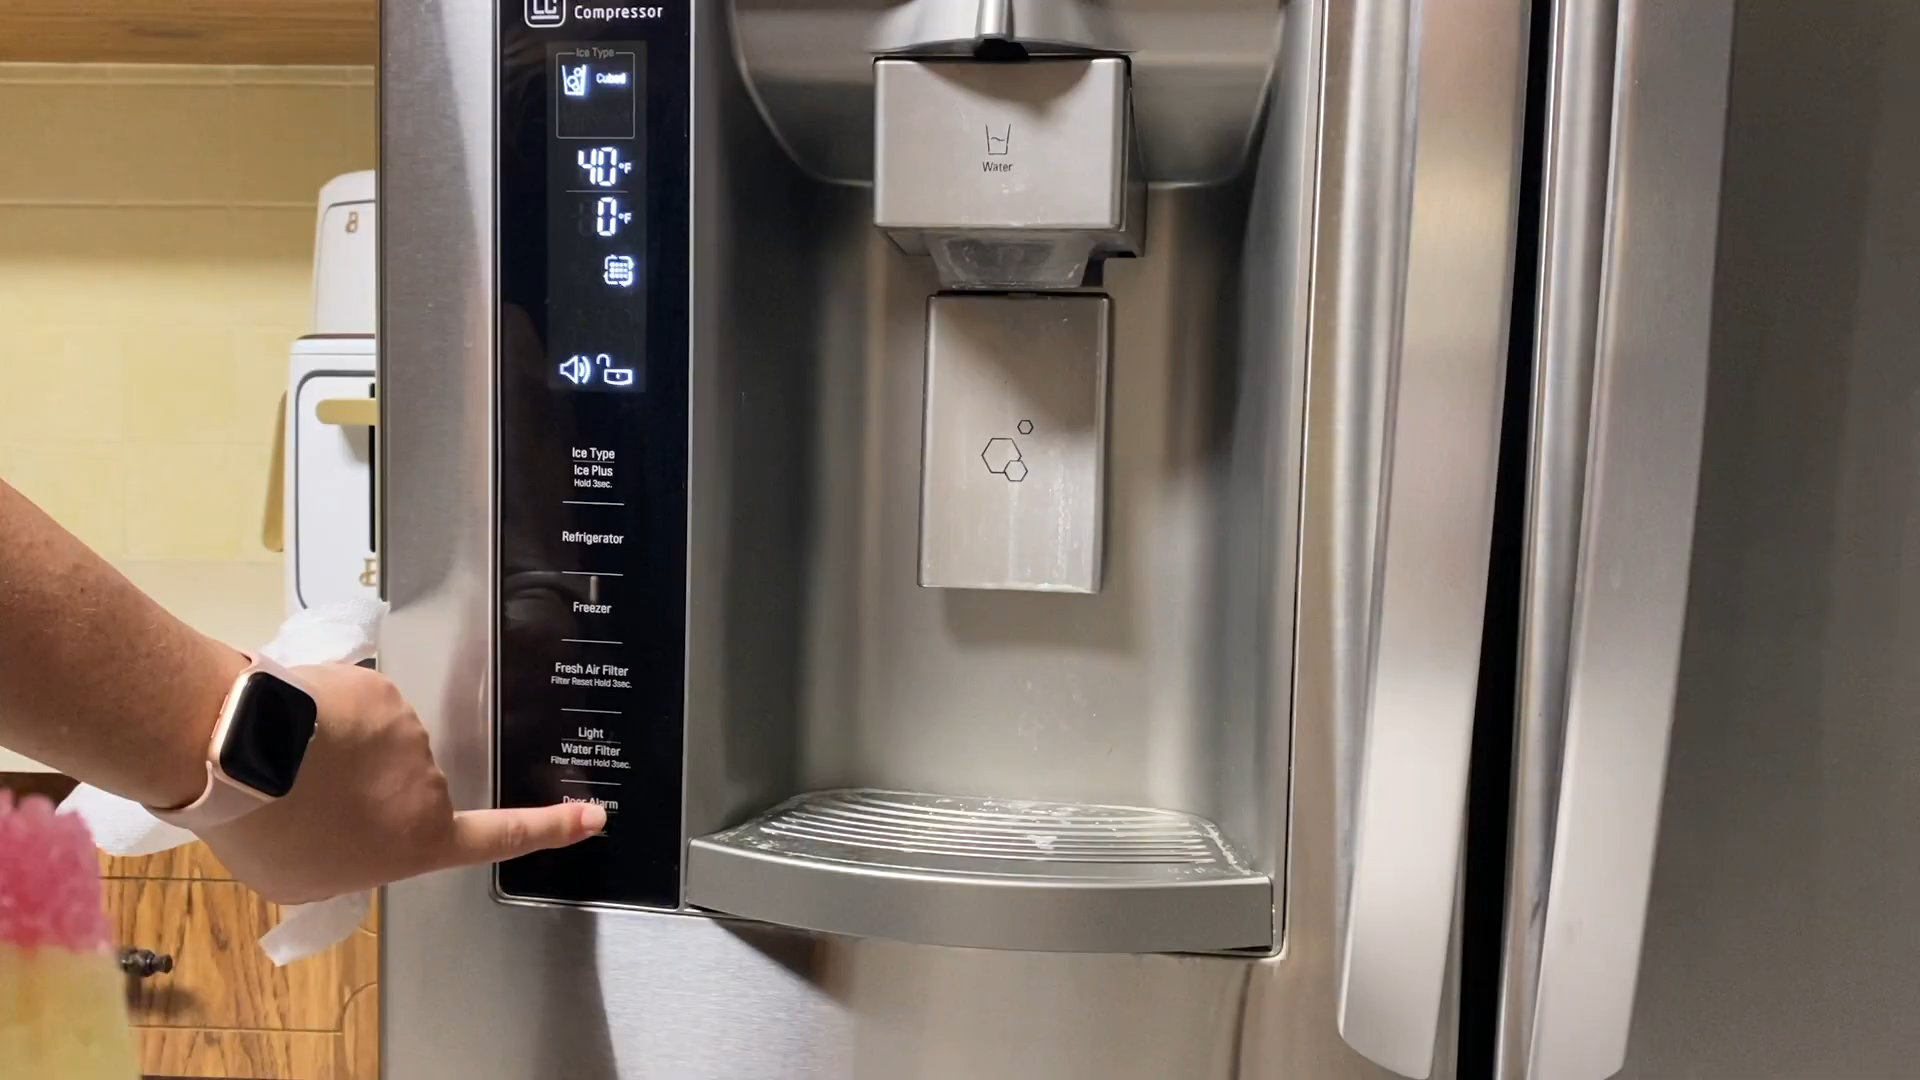 Compressor
Ice Type
Cubed
40°F
0°F
Water
Ice Type
Ice Plus
Hold 3sec.
Refrigerator
Freezer
Fresh Air Filter
Filter Reset Hold 3sec.
Light
Water Filter
Filter Reset Hold 3sec.
Door Alarm